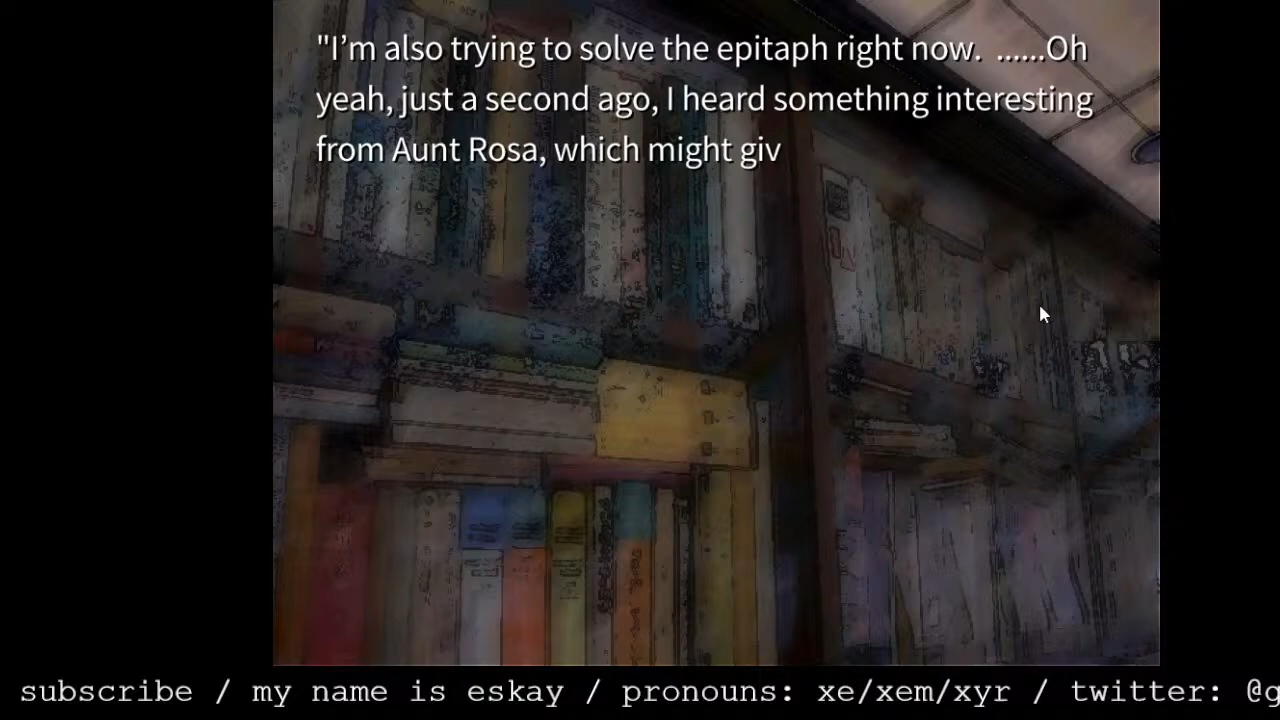 "I’m also trying to solve the epitaph right now.  ......Oh
yeah, just a second ago, I heard something interesting
from Aunt Rosa, which might giv
subscribe / my name is eskay / pronouns: xe/xem/xyr / twitter: @g